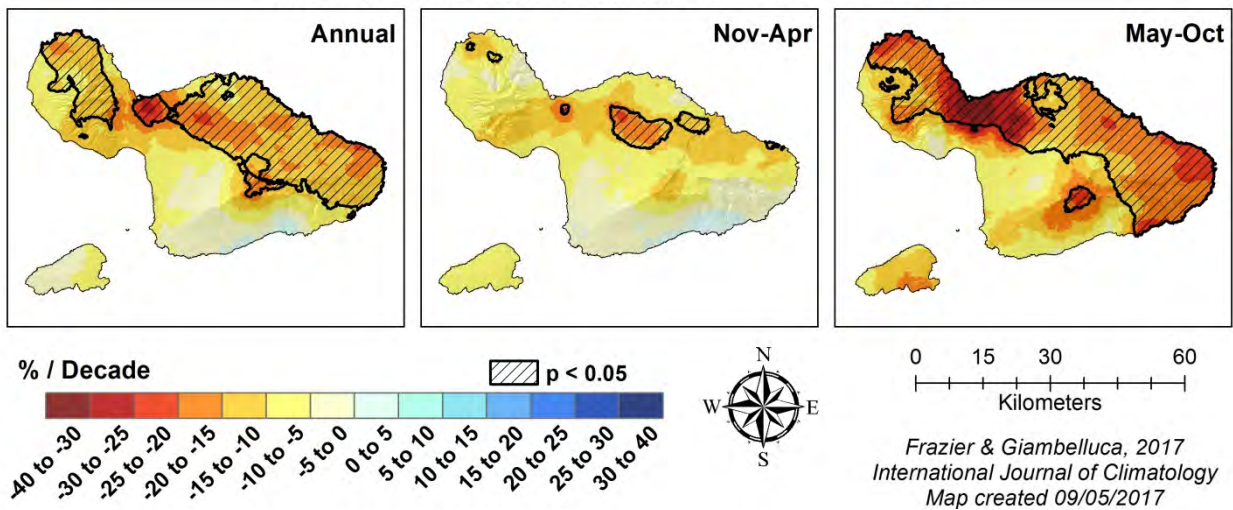 Annual
Nov-Apr
May-Oct
% / Decade
p < 0.05
-40 to -30
-30 to -25
-25 to -20
-20 to -15
-15 to -10
-10 to -5
-5 to 0
0 to 5
5 to 10
10 to 15
15 to 20
20 to 25
25 to 30
30 to 40
N
W E
S
0 15 30 60
Kilometers
Frazier & Giambelluca, 2017
International Journal of Climatology
Map created 09/05/2017